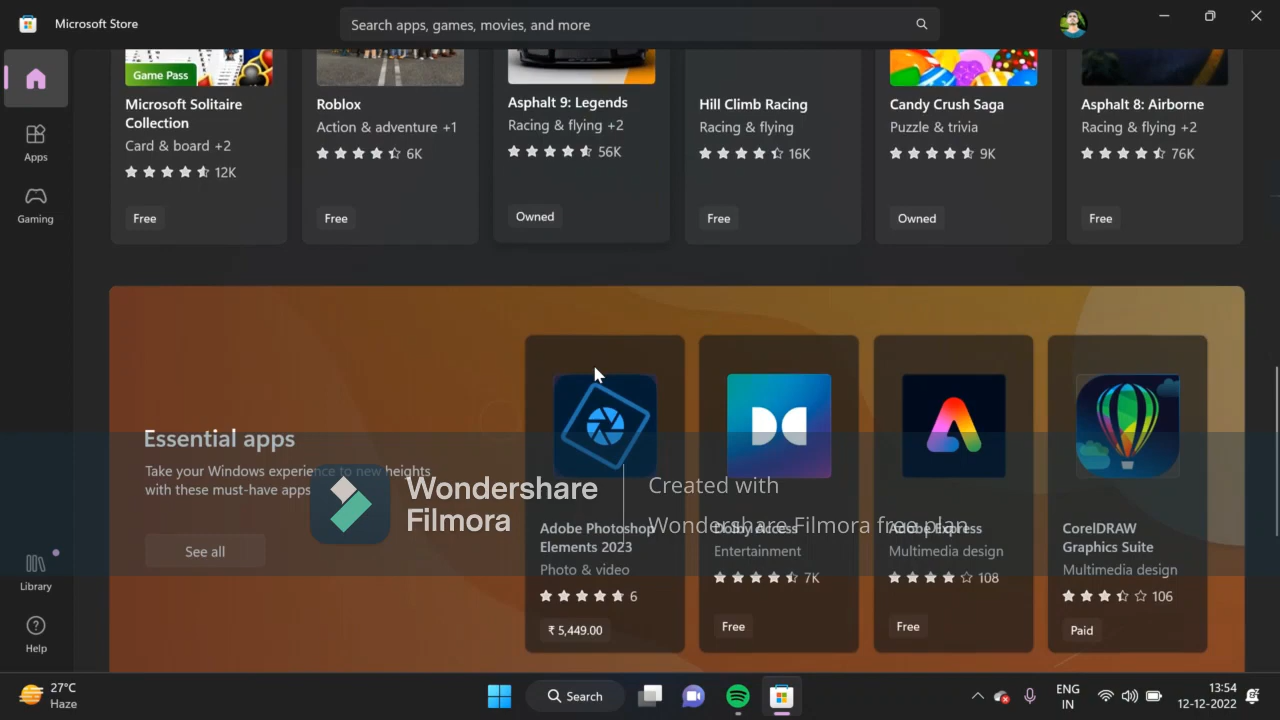 Microsoft Store
Search apps, games, movies, and more
Game Pass
Microsoft Solitaire
Collection
Card & board +2
12K
Free
Roblox
Action & adventure +1
6K
Free
Asphalt 9: Legends
Racing & flying +2
56K
Owned
Hill Climb Racing
Racing & flying
16K
Free
Candy Crush Saga
Puzzle & trivia
9K
Owned
Asphalt 8: Airborne
Racing & flying +2
76K
Free
Apps
Gaming
Library
Help
Essential apps
Take your Windows experience to new heights
with these must-have apps
See all
Adobe Photoshop
Elements 2023
Photo & video
6
₹ 5,449.00
Dolby Access
Entertainment
7K
Free
Adobe Express
Multimedia design
108
Free
CorelDRAW
Graphics Suite
Multimedia design
106
Paid
Wondershare
Filmora
Created with
Wondershare Filmora free plan
27°C
Haze
Search
ENG
IN
13:54
12-12-2022